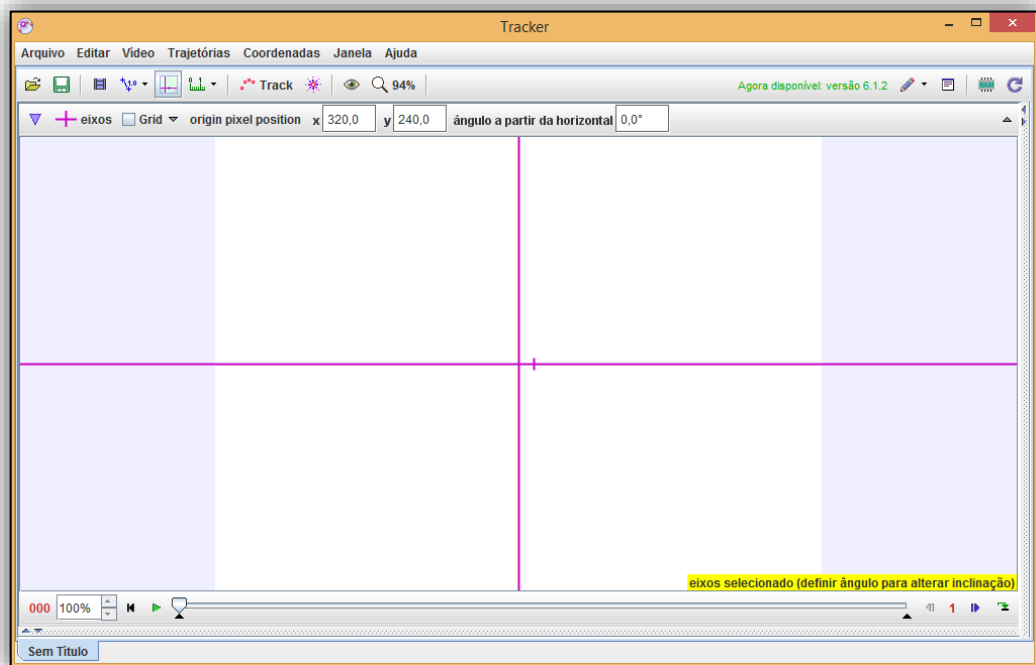 Tracker
Arquivo Editar Vídeo Trajetórias Coordenadas Janela Ajuda
1.0 Track 94% Agora disponível: versão 6.1.2
eixos Grid origin pixel position x 320,0 y 240,0 ângulo a partir da horizontal 0,0°
eixos selecionado (definir ângulo para alterar inclinação)
000 100% 1
Sem Título